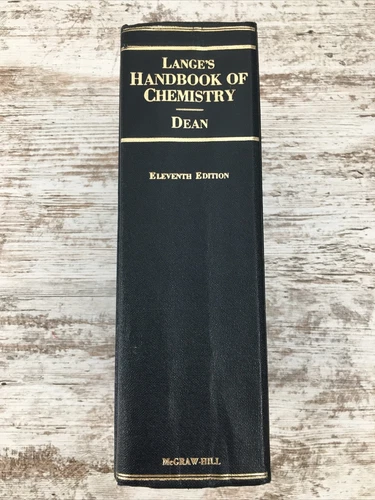 LANGE'S
HANDBOOK OF
CHEMISTRY
DEAN
ELEVENTH EDITION
McGRAW-HILL